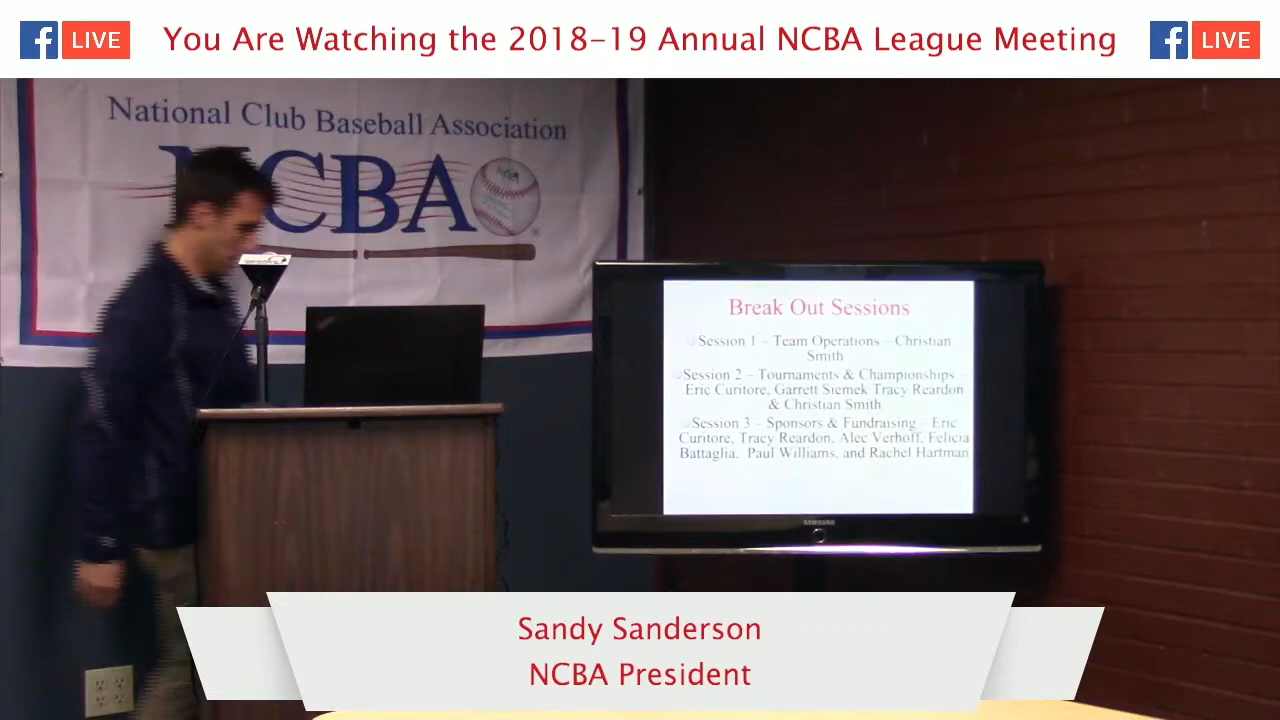 f LIVE You Are Watching the 2018-19 Annual NCBA League Meeting f LIVE
National Club Baseball Association
NCBA
Break Out Sessions
Session 1 – Team Operations – Christian
Smith
Session 2 – Tournaments & Championships –
Eric Curitore, Garrett Siemek Tracy Reardon
& Christian Smith
Session 3 – Sponsors & Fundraising – Eric
Curitore, Tracy Reardon, Alec Verhoff, Felicia
Battaglia, Paul Williams, and Rachel Hartman
SAMSUNG
Sandy Sanderson
NCBA President